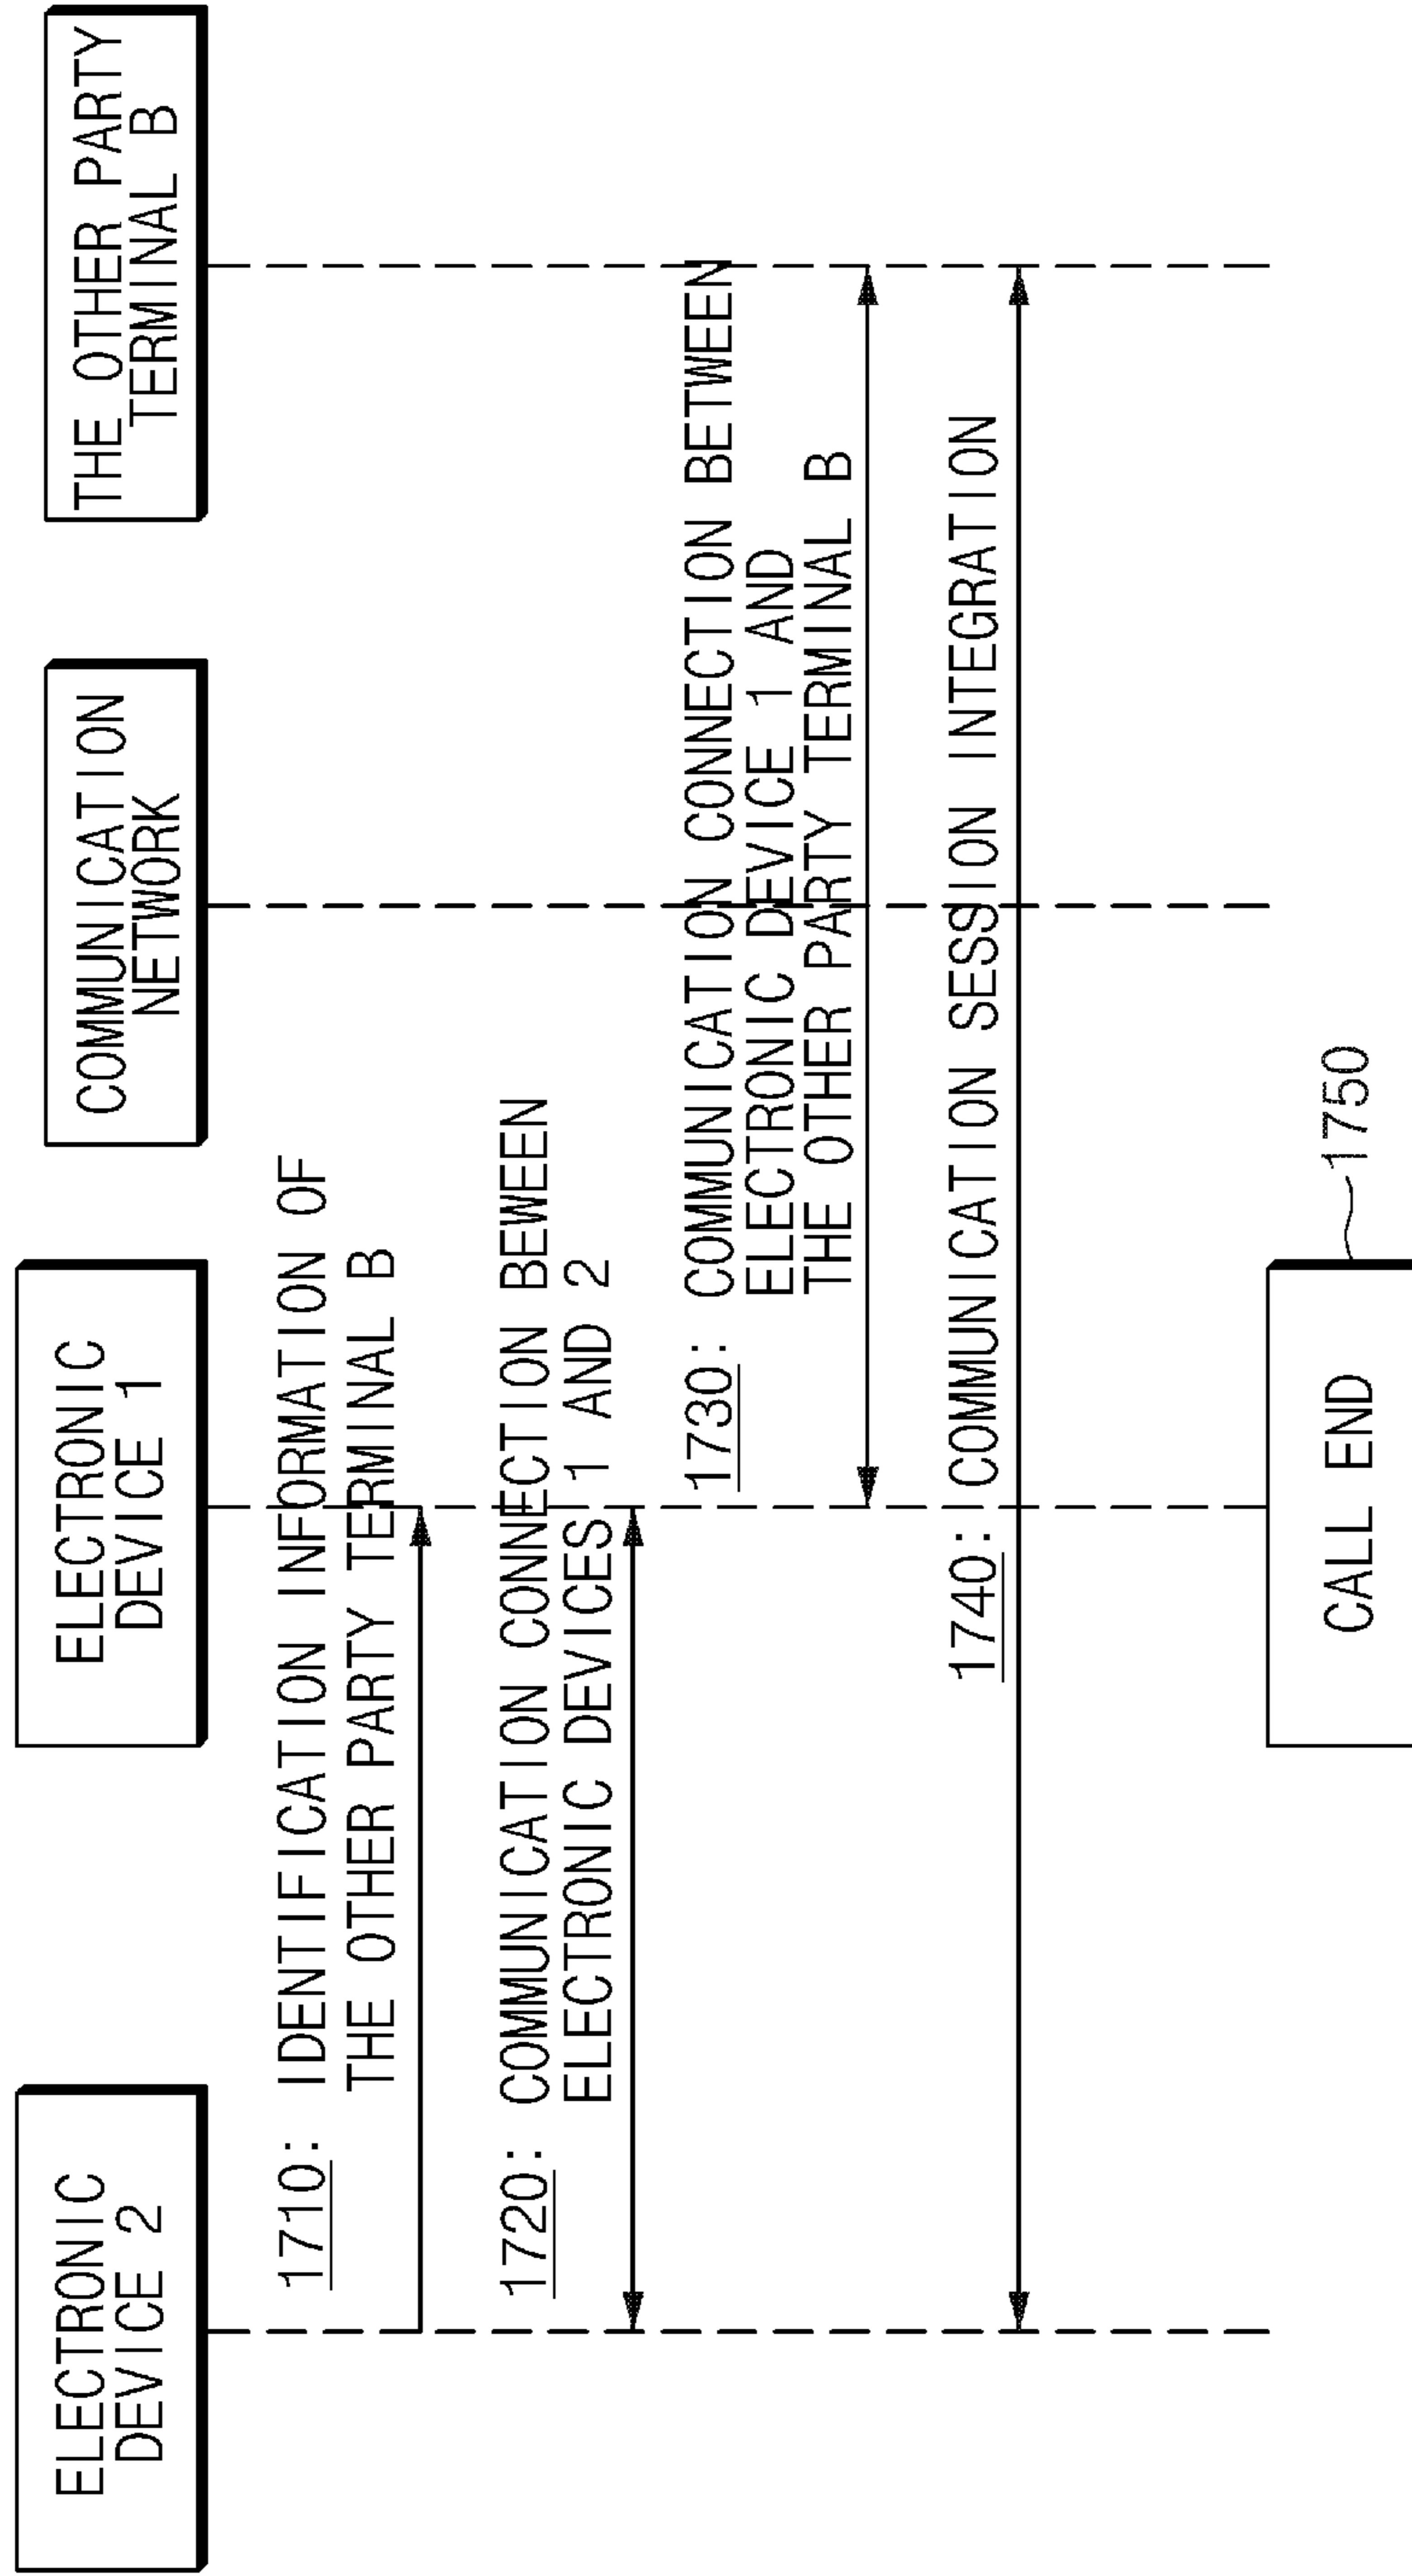 ELECTRONIC
DEVICE 2
ELECTRONIC
DEVICE 1
COMMUNICATION
NETWORK
THE OTHER PARTY
TERMINAL B
1710: IDENTIFICATION INFORMATION OF
THE OTHER PARTY TERMINAL B
1720: COMMUNICATION CONNECTION BEWEEN
ELECTRONIC DEVICES 1 AND 2
1730: COMMUNICATION CONNECTION BETWEEN
ELECTRONIC DEVICE 1 AND
THE OTHER PARTY TERMINAL B
1740: COMMUNICATION SESSION INTEGRATION
CALL END
1750